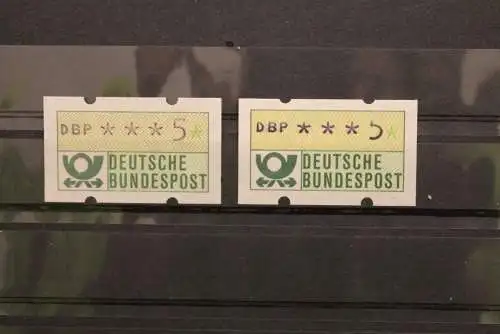 DBP ***5*
DEUTSCHE
BUNDESPOST
DBP ***5*
DEUTSCHE
BUNDESPOST